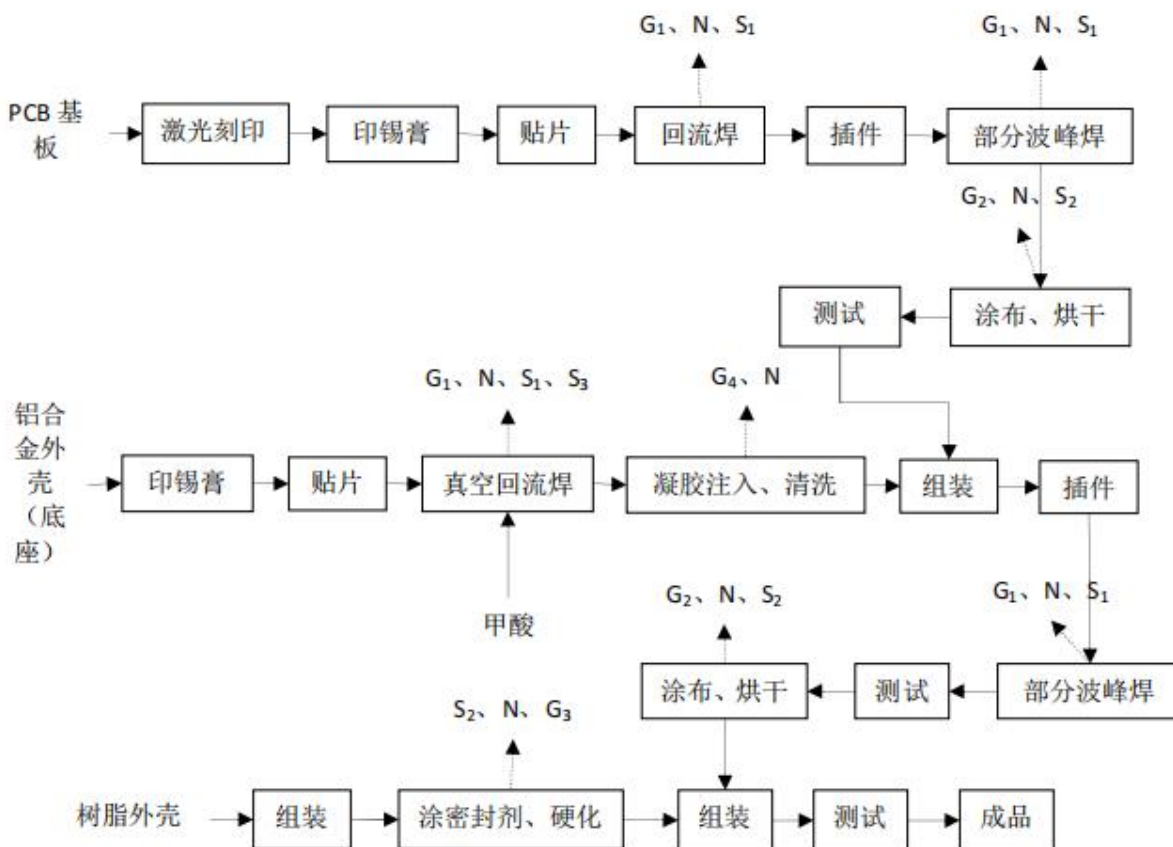 G₁、N、S₁
G₁、N、S₁
PCB 基
板
激光刻印
印锡膏
贴片
回流焊
插件
部分波峰焊
G₂、N、S₂
测试
涂布、烘干
G₁、N、S₁、S₃
G₄、N
铝合
金外
壳
（底
座）
印锡膏
贴片
真空回流焊
凝胶注入、清洗
组装
插件
甲酸
G₂、N、S₂
G₁、N、S₁
涂布、烘干
测试
部分波峰焊
S₂、N、G₃
树脂外壳
组装
涂密封剂、硬化
组装
测试
成品